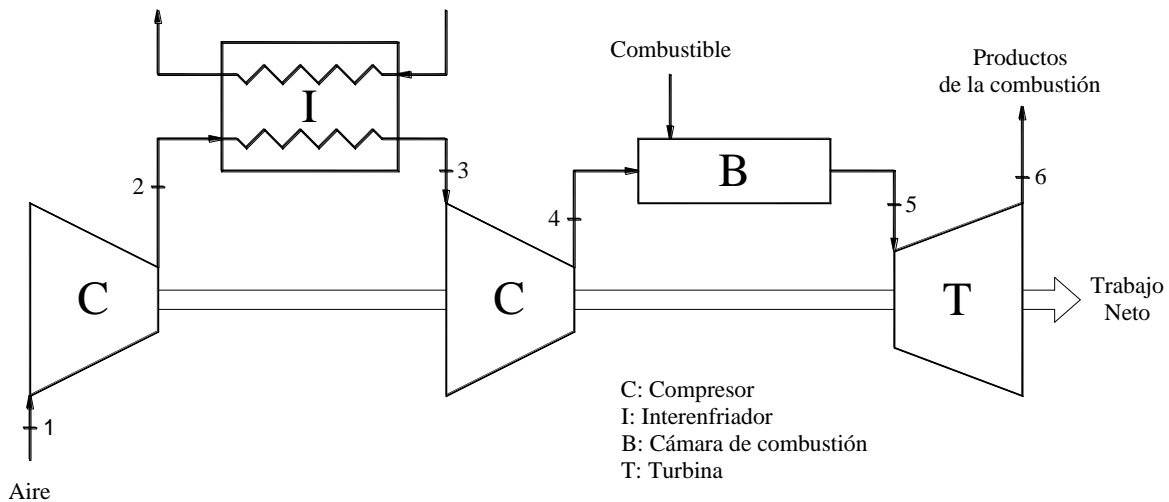 Combustible
Productos
de la combustión
I
B
2
3
4
5
6
C
C
T
Trabajo
Neto
1
Aire
C: Compresor
I: Interenfriador
B: Cámara de combustión
T: Turbina